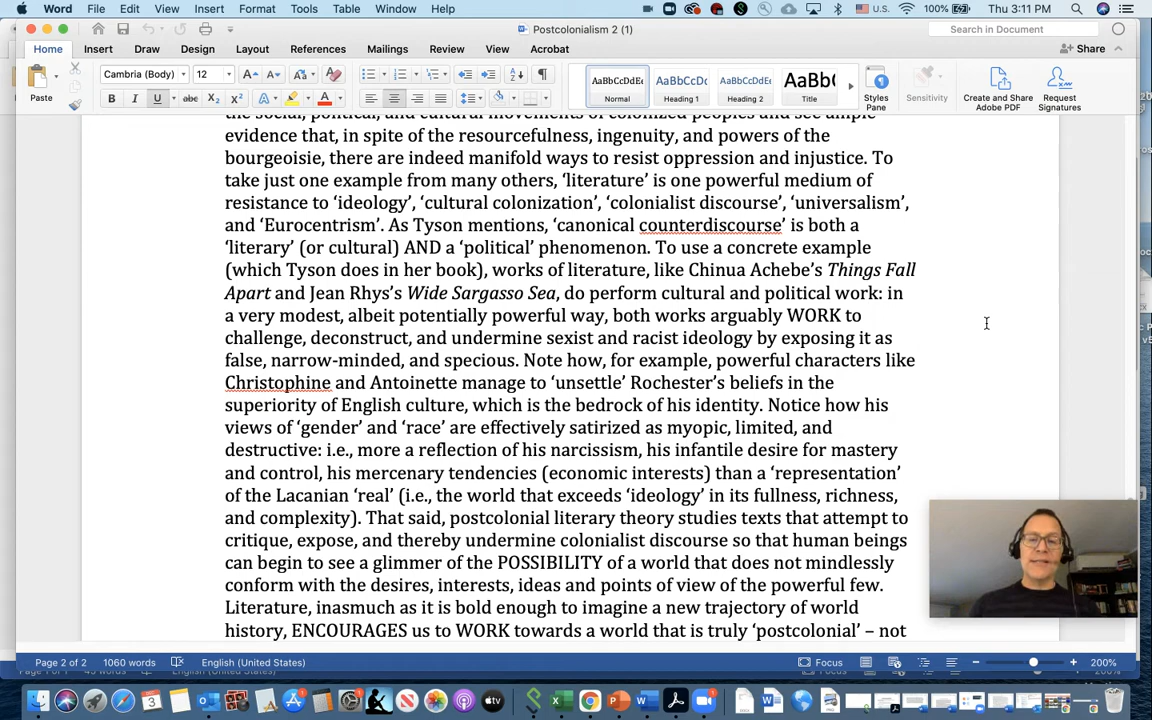 Word File Edit View Insert Format Tools Table Window Help U.S. 100% Thu 3:11 PM
Postcolonialism 2 (1) Search in Document
Home Insert Draw Design Layout References Mailings Review View Acrobat Share
Paste Cambria (Body) 12 AaBbCcDdEe AaBbCcDc AaBbCcDdEe AaBb(
Normal Heading 1 Heading 2 Title Styles Pane Sensitivity Create and Share Adobe PDF Request Signatures
the social, political, and cultural movements of colonized peoples and see ample
evidence that, in spite of the resourcefulness, ingenuity, and powers of the
bourgeoisie, there are indeed manifold ways to resist oppression and injustice. To
take just one example from many others, ‘literature’ is one powerful medium of
resistance to ‘ideology’, ‘cultural colonization’, ‘colonialist discourse’, ‘universalism’,
and ‘Eurocentrism’. As Tyson mentions, ‘canonical counterdiscourse’ is both a
‘literary’ (or cultural) AND a ‘political’ phenomenon. To use a concrete example
(which Tyson does in her book), works of literature, like Chinua Achebe’s Things Fall
Apart and Jean Rhys’s Wide Sargasso Sea, do perform cultural and political work: in
a very modest, albeit potentially powerful way, both works arguably WORK to
challenge, deconstruct, and undermine sexist and racist ideology by exposing it as
false, narrow-minded, and specious. Note how, for example, powerful characters like
Christophine and Antoinette manage to ‘unsettle’ Rochester’s beliefs in the
superiority of English culture, which is the bedrock of his identity. Notice how his
views of ‘gender’ and ‘race’ are effectively satirized as myopic, limited, and
destructive: i.e., more a reflection of his narcissism, his infantile desire for mastery
and control, his mercenary tendencies (economic interests) than a ‘representation’
of the Lacanian ‘real’ (i.e., the world that exceeds ‘ideology’ in its fullness, richness,
and complexity). That said, postcolonial literary theory studies texts that attempt to
critique, expose, and thereby undermine colonialist discourse so that human beings
can begin to see a glimmer of the POSSIBILITY of a world that does not mindlessly
conform with the desires, interests, ideas and points of view of the powerful few.
Literature, inasmuch as it is bold enough to imagine a new trajectory of world
history, ENCOURAGES us to WORK towards a world that is truly ‘postcolonial’ – not
Page 2 of 2 1060 words English (United States) Focus 200%